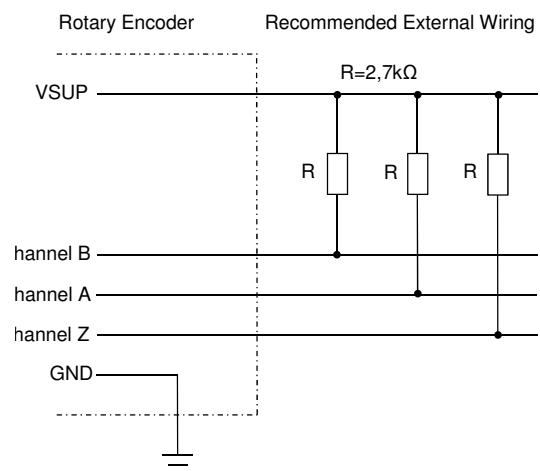 Rotary Encoder Recommended External Wiring
R=2,7kΩ
VSUP
R R R
hannel B
hannel A
hannel Z
GND